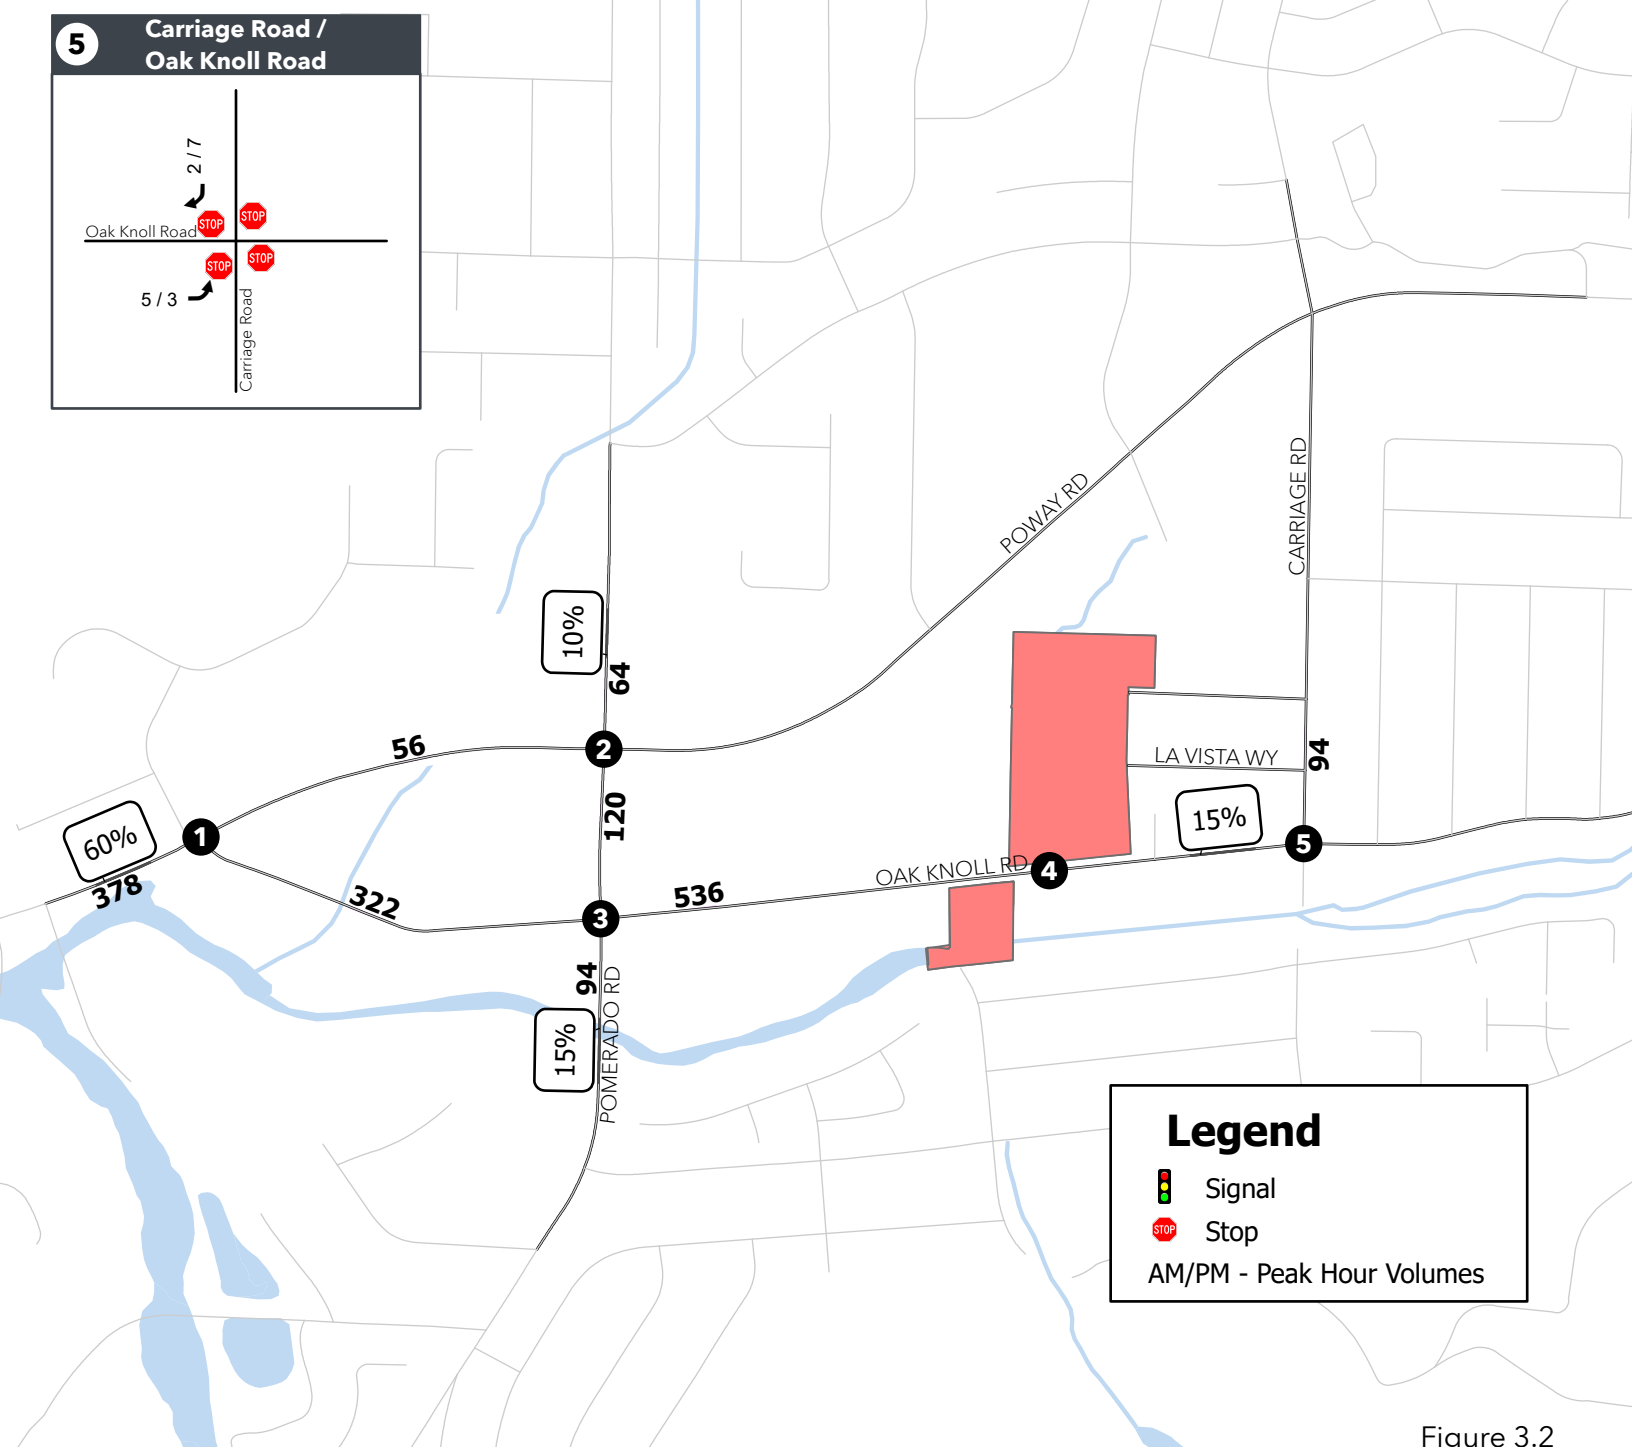 5
Carriage Road /
Oak Knoll Road
2 / 7
STOP
STOP
Oak Knoll Road
STOP
STOP
5 / 3
Carriage Road
POWAY RD
CARRIAGE RD
10%
64
56
2
120
LA VISTA WY
94
15%
60%
1
378
322
3
536
OAK KNOLL RD
4
5
94
POMERADO RD
15%
Legend
Signal
STOP
Stop
AM/PM - Peak Hour Volumes
Figure 3.2